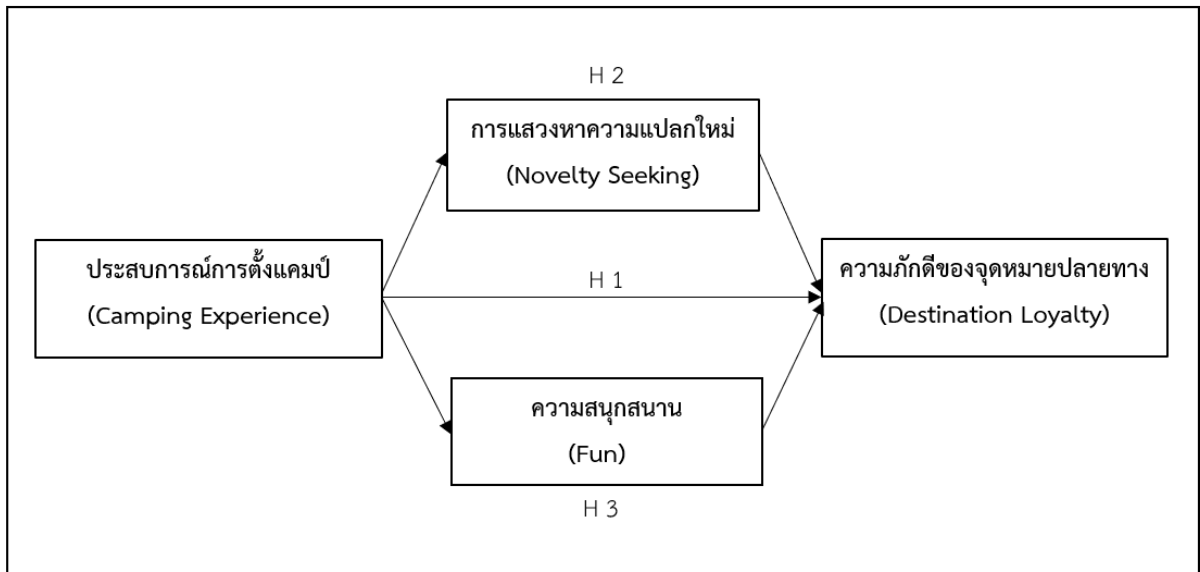 H 2
การแสวงหาความแปลกใหม่
(Novelty Seeking)
ประสบการณ์การตั้งแคมป์
(Camping Experience)
H 1
ความภักดีของจุดหมายปลายทาง
(Destination Loyalty)
ความสนุกสนาน
(Fun)
H 3